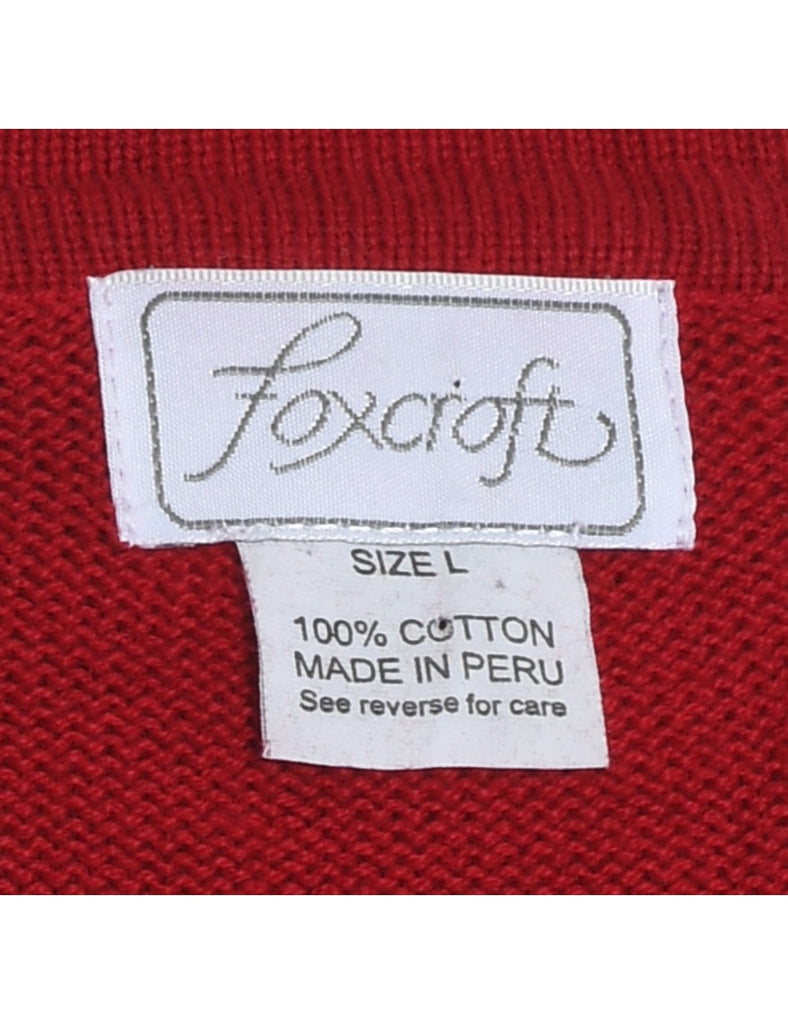 Foxcroft
SIZE L
100% COTTON
MADE IN PERU
See reverse for care